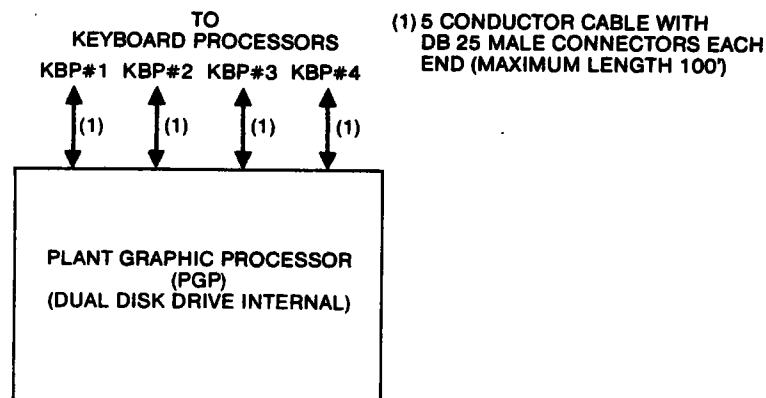 TO
KEYBOARD PROCESSORS
KBP#1 KBP#2 KBP#3 KBP#4
(1) (1) (1) (1)
(1) 5 CONDUCTOR CABLE WITH
DB 25 MALE CONNECTORS EACH
END (MAXIMUM LENGTH 100')
PLANT GRAPHIC PROCESSOR
(PGP)
(DUAL DISK DRIVE INTERNAL)